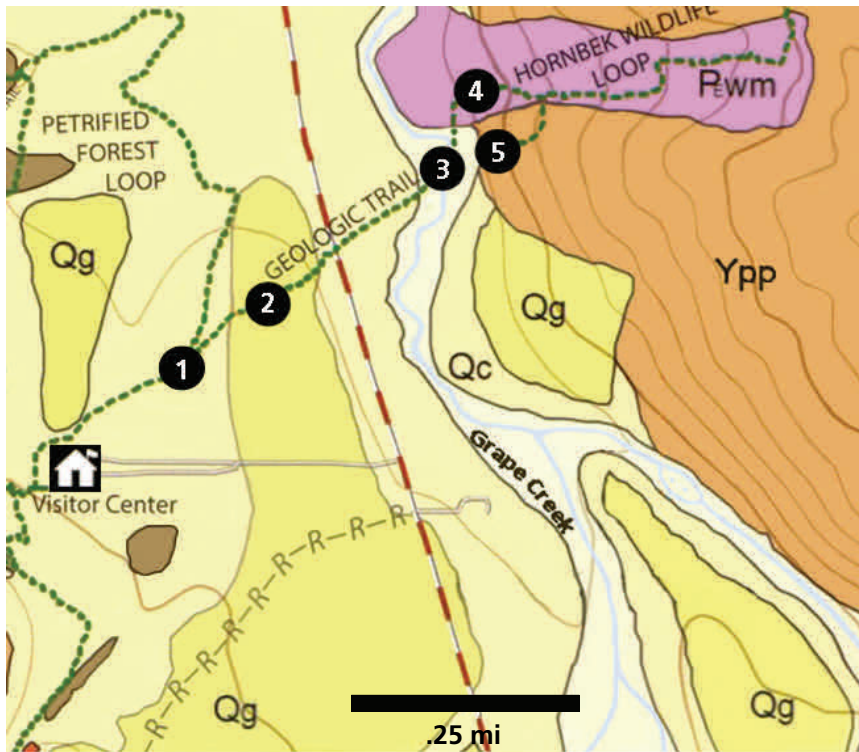 HORNBEK WILDLIFE
LOOP
4
PEwm
PETRIFIED
FOREST
LOOP
3
5
GEOLOGIC TRAIL
Qg
2
Ypp
Qg
1
Qc
Grape Creek
Visitor Center
R-R-R-R-R-R-R-R-R
Qg
Qg
.25 mi